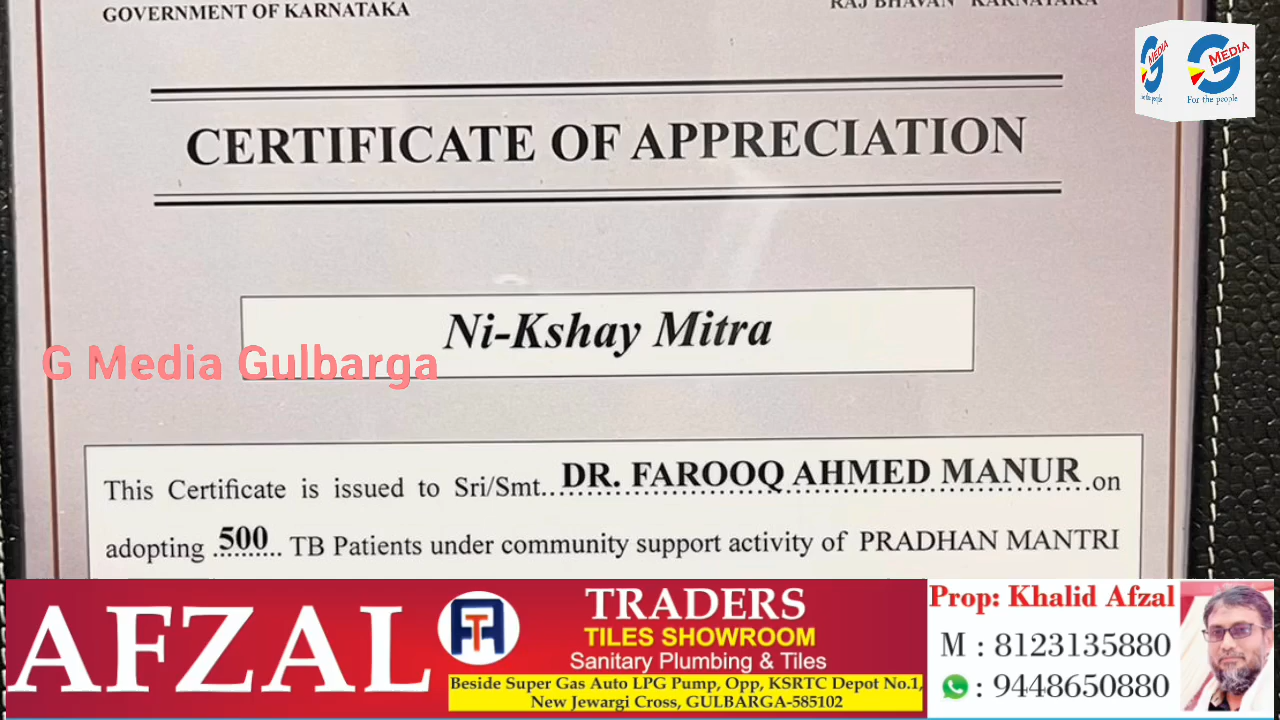 GOVERNMENT OF KARNATAKA
RAJ BHAVAN KARNATAKA
MEDIA
MEDIA
For the people
CERTIFICATE OF APPRECIATION
Ni-Kshay Mitra
G Media Gulbarga
This Certificate is issued to Sri/Smt..DR. FAROOQ AHMED MANUR.on
adopting .500.. TB Patients under community support activity of PRADHAN MANTRI
AFZAL
TRADERS
TILES SHOWROOM
Sanitary Plumbing & Tiles
Beside Super Gas Auto LPG Pump, Opp, KSRTC Depot No.1,
New Jewargi Cross, GULBARGA-585102
Prop: Khalid Afzal
M : 8123135880
: 9448650880